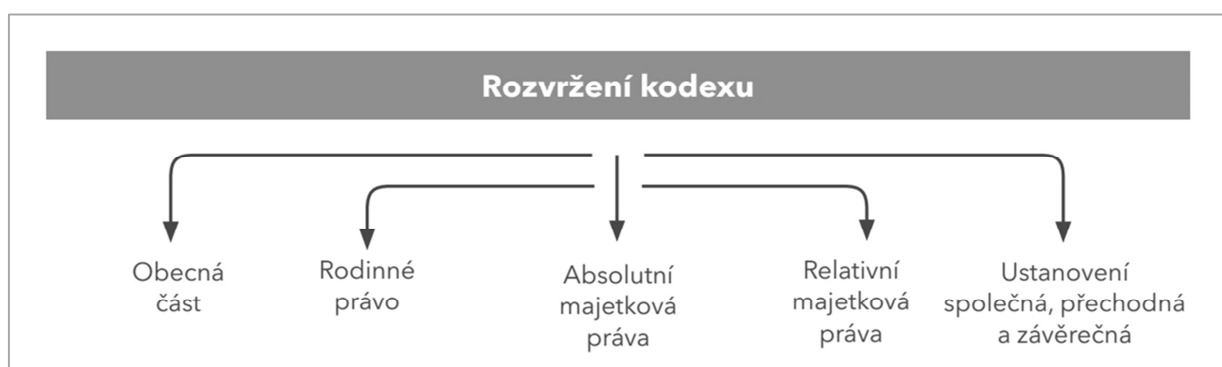 Rozvržení kodexu
Obecná
část
Rodinné
právo
Absolutní
majetková
práva
Relativní
majetková
práva
Ustanovení
společná, přechodná
a závěrečná